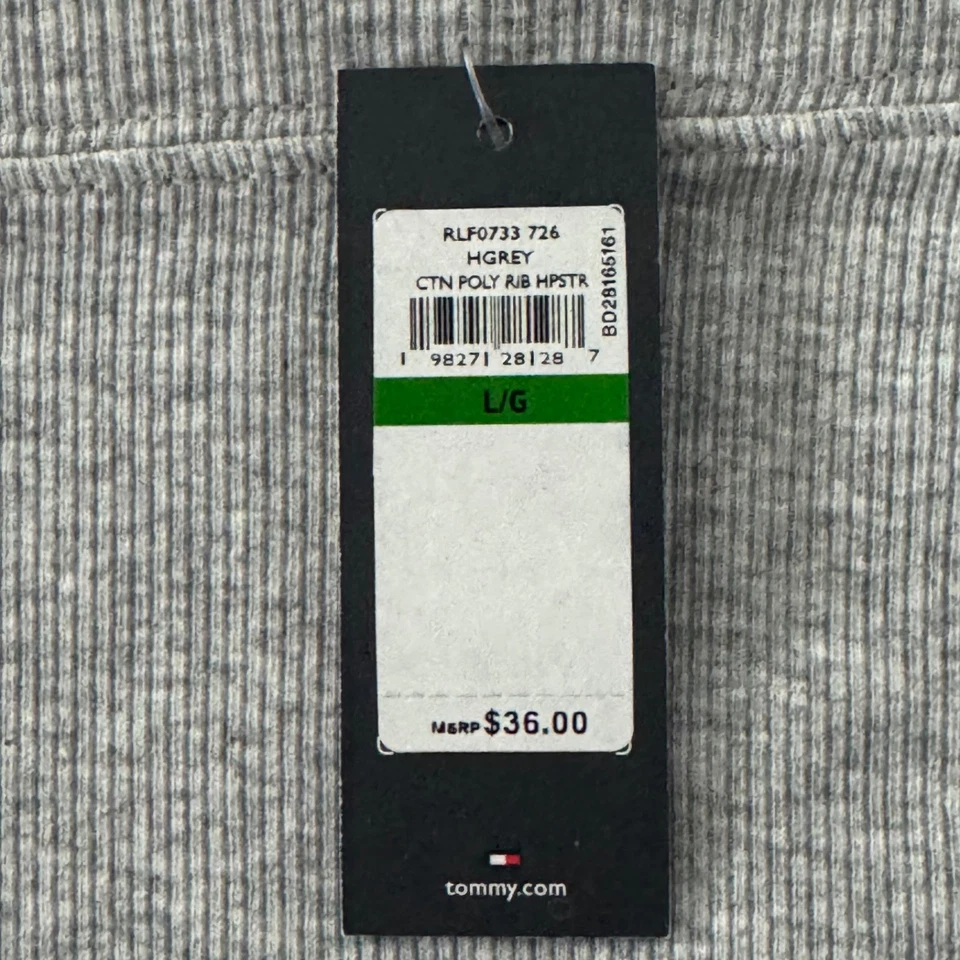 RLF0733 726
HGREY
CTN POLY RIB HPSTR
BD28165161
1 98271 28128 7
L/G
MSRP $36.00
tommy.com